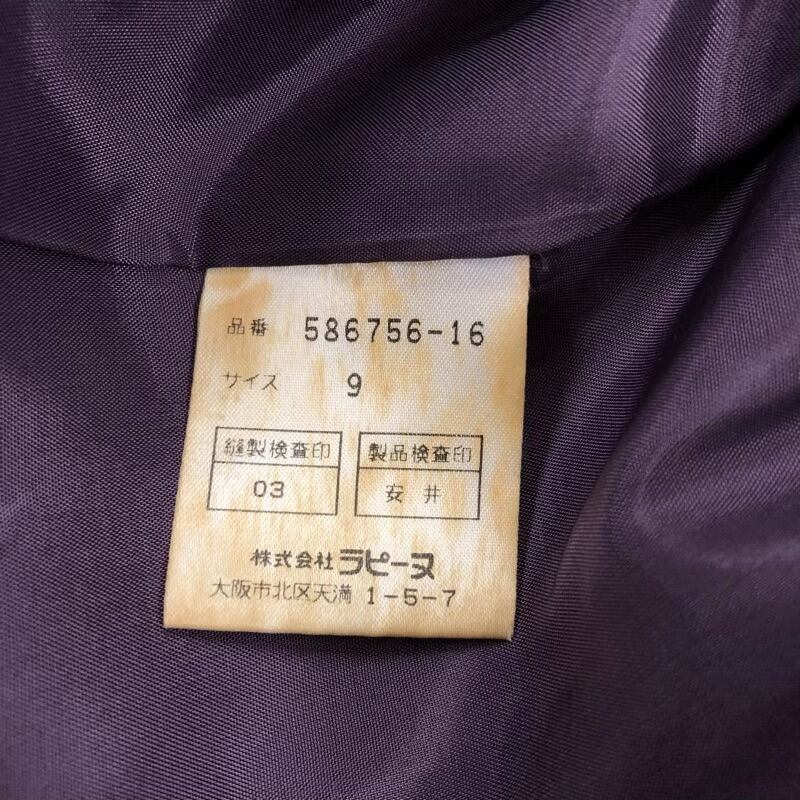 品番 586756-16
サイズ 9
縫製検査印 製品検査印
03 安井
株式会社 ラピーヌ
大阪市北区天満 1-5-7